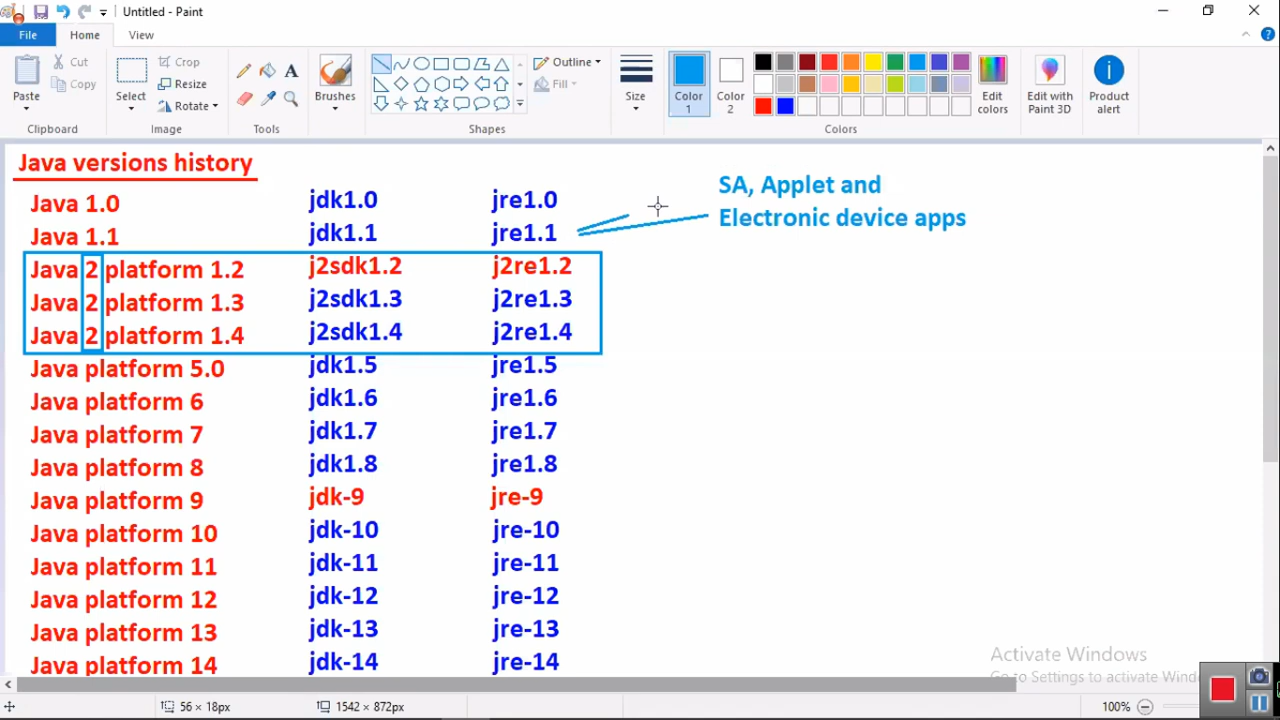 Untitled - Paint
File Home View
Paste Cut Copy Clipboard
Select Crop Resize Rotate Image
Tools
Brushes
Outline Fill Shapes
Size
Color 1 Color 2 Edit colors Colors
Edit with Paint 3D
Product alert
Java versions history
Java 1.0 jdk1.0 jre1.0
SA, Applet and
Java 1.1 jdk1.1 jre1.1
Electronic device apps
Java 2 platform 1.2 j2sdk1.2 j2re1.2
Java 2 platform 1.3 j2sdk1.3 j2re1.3
Java 2 platform 1.4 j2sdk1.4 j2re1.4
Java platform 5.0 jdk1.5 jre1.5
Java platform 6 jdk1.6 jre1.6
Java platform 7 jdk1.7 jre1.7
Java platform 8 jdk1.8 jre1.8
Java platform 9 jdk-9 jre-9
Java platform 10 jdk-10 jre-10
Java platform 11 jdk-11 jre-11
Java platform 12 jdk-12 jre-12
Java platform 13 jdk-13 jre-13
Java platform 14 jdk-14 jre-14
Activate Windows
Go to Settings to activate Win
56 × 18px 1542 × 872px 100%